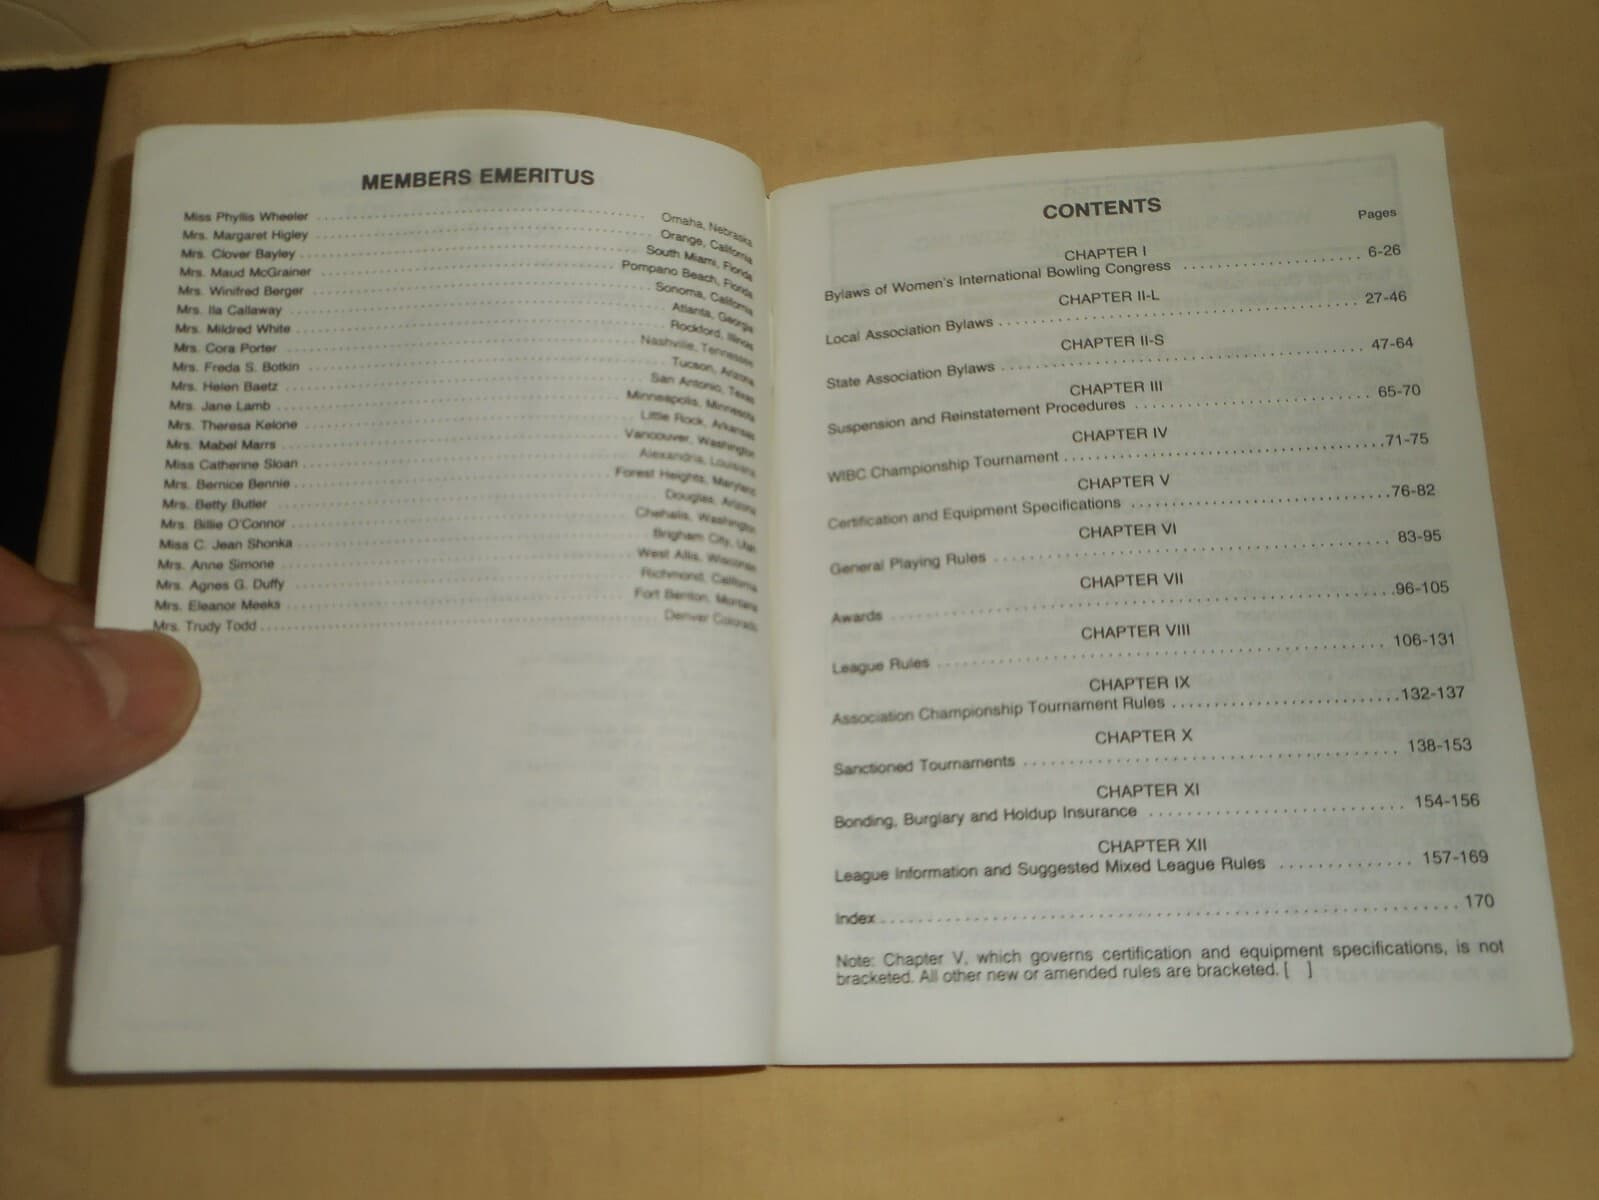 MEMBERS EMERITUS
Miss Phyllis Wheeler ........ Omaha, Nebraska
Mrs. Margaret Higley ........ Orange, California
Mrs. Clover Bayley ........ South Miami, Florida
Mrs. Maud McGrainer ........ Pompano Beach, Florida
Mrs. Winifred Berger ........ Sonoma, California
Mrs. Ila Callaway ........ Atlanta, Georgia
Mrs. Mildred White ........ Rockford, Illinois
Mrs. Cora Porter ........ Nashville, Tennessee
Mrs. Freda S. Botkin ........ Tucson, Arizona
Mrs. Helen Baetz ........ San Antonio, Texas
Mrs. Jane Lamb ........ Minneapolis, Minnesota
Mrs. Theresa Kelone ........ Little Rock, Arkansas
Mrs. Mabel Marrs ........ Vancouver, Washington
Miss Catherine Sloan ........ Alexandria, Louisiana
Mrs. Bernice Bennie ........ Forest Heights, Maryland
Mrs. Betty Butler ........ Douglas, Arizona
Mrs. Billie O'Connor ........ Chehalis, Washington
Miss C. Jean Shonka ........ Brigham City, Utah
Mrs. Anne Simone ........ West Allis, Wisconsin
Mrs. Agnes G. Duffy ........ Richmond, California
Mrs. Eleanor Meeks ........ Fort Benton, Montana
Mrs. Trudy Todd ........ Denver Colorado
CONTENTS
Pages
CHAPTER I
Bylaws of Women's International Bowling Congress ........ 6-26
CHAPTER II-L
Local Association Bylaws ........ 27-46
CHAPTER II-S
State Association Bylaws ........ 47-64
CHAPTER III
Suspension and Reinstatement Procedures ........ 65-70
CHAPTER IV
WIBC Championship Tournament ........ 71-75
CHAPTER V
Certification and Equipment Specifications ........ 76-82
CHAPTER VI
General Playing Rules ........ 83-95
CHAPTER VII
Awards ........ 96-105
CHAPTER VIII
League Rules ........ 106-131
CHAPTER IX
Association Championship Tournament Rules ........ 132-137
CHAPTER X
Sanctioned Tournaments ........ 138-153
CHAPTER XI
Bonding, Burglary and Holdup Insurance ........ 154-156
CHAPTER XII
League Information and Suggested Mixed League Rules ........ 157-169
Index ........ 170
Note: Chapter V, which governs certification and equipment specifications, is not
bracketed. All other new or amended rules are bracketed. [ ]